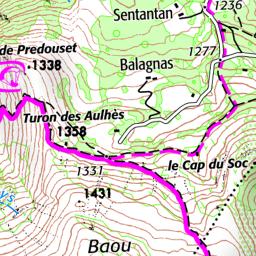 1236
Sentantan
de Predouset
1277
1338
Balagnas
Turon des Aulhès
1358
le Cap du Soc
1331
1431
Baou